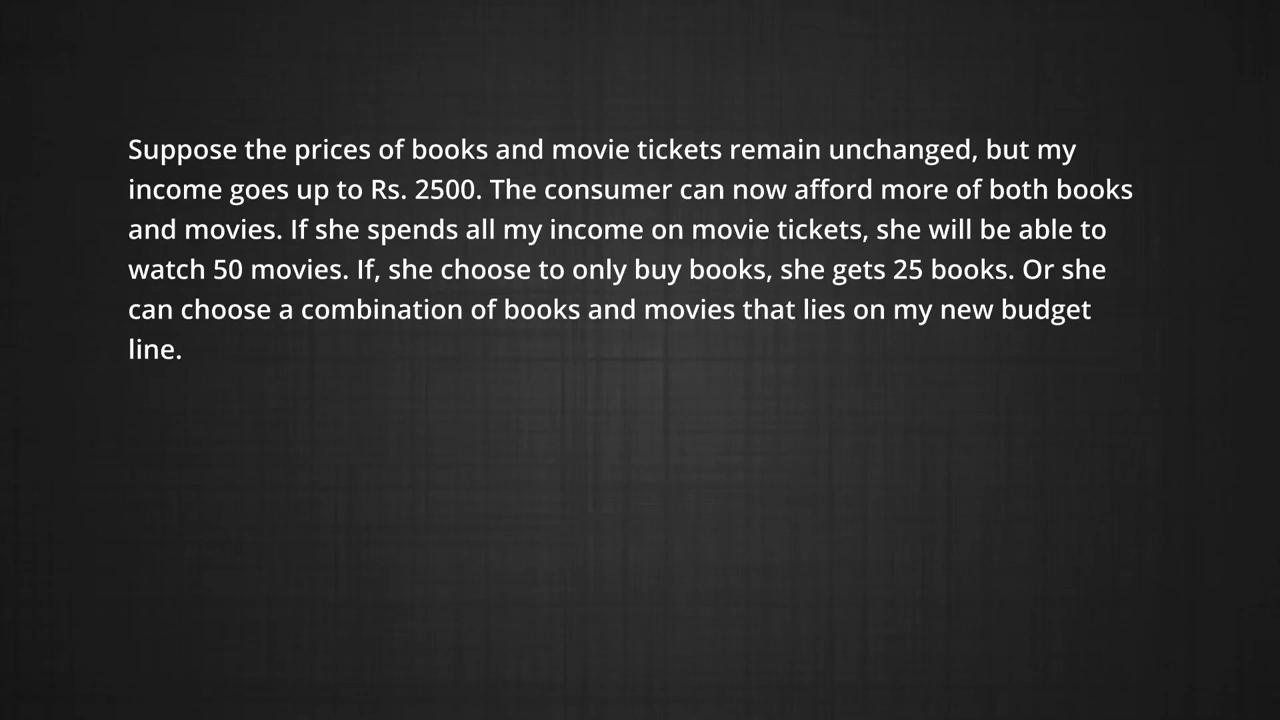 Suppose the prices of books and movie tickets remain unchanged, but my
income goes up to Rs. 2500. The consumer can now afford more of both books
and movies. If she spends all my income on movie tickets, she will be able to
watch 50 movies. If, she choose to only buy books, she gets 25 books. Or she
can choose a combination of books and movies that lies on my new budget
line.